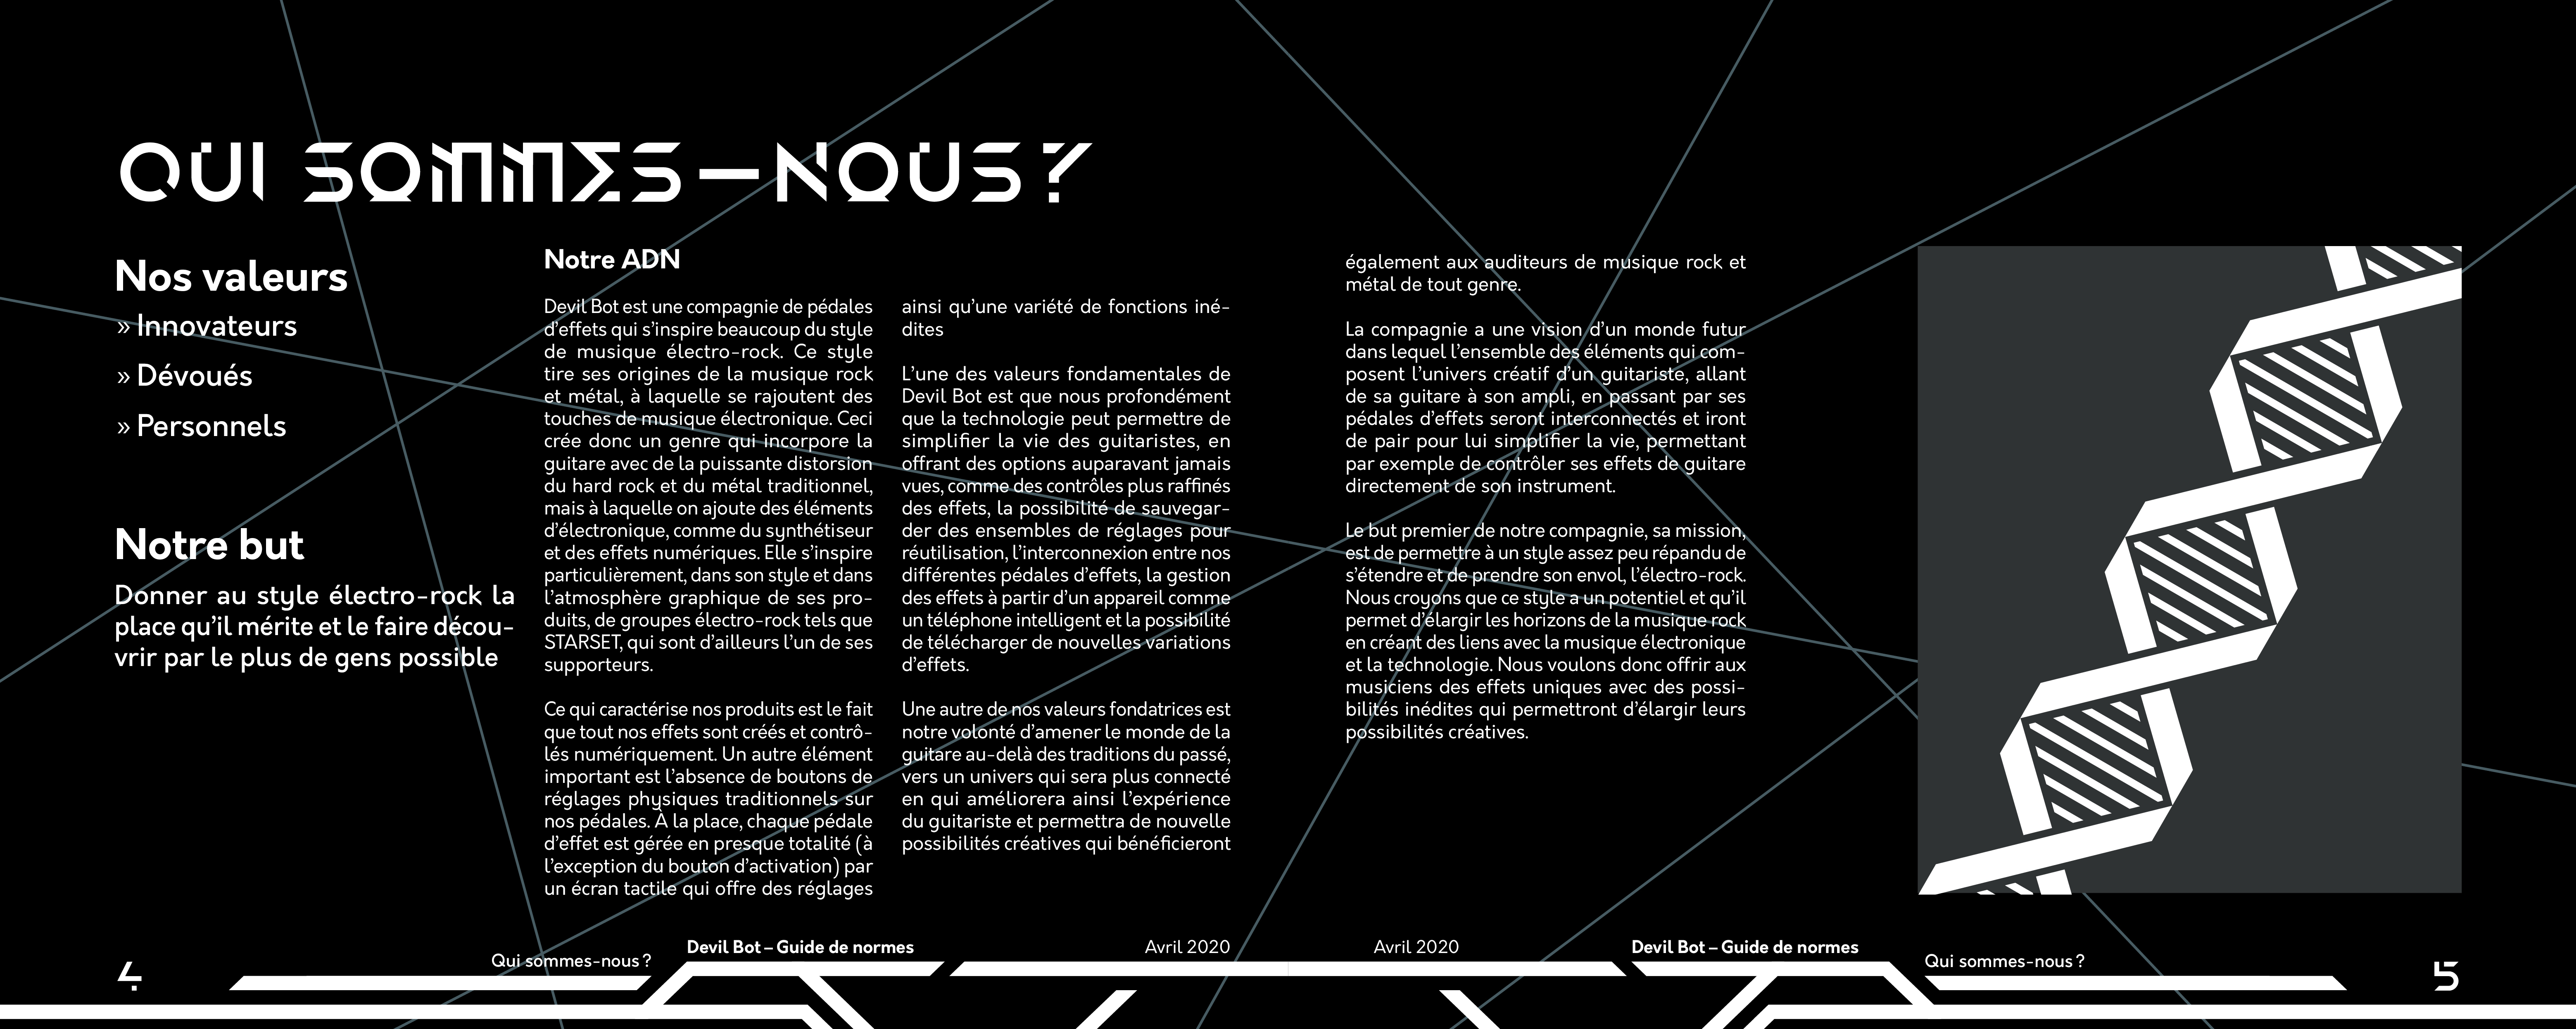 QUI SOMMES-NOUS ?
Nos valeurs
» Innovateurs
» Dévoués
» Personnels
Notre but
Donner au style électro-rock la
place qu’il mérite et le faire décou-
vrir par le plus de gens possible
Notre ADN
Devil Bot est une compagnie de pédales
d’effets qui s’inspire beaucoup du style
de musique électro-rock. Ce style
tire ses origines de la musique rock
et métal, à laquelle se rajoutent des
touches de musique électronique. Ceci
crée donc un genre qui incorpore la
guitare avec de la puissante distorsion
du hard rock et du métal traditionnel,
mais à laquelle on ajoute des éléments
d’électronique, comme du synthétiseur
et des effets numériques. Elle s’inspire
particulièrement, dans son style et dans
l’atmosphère graphique de ses pro-
duits, de groupes électro-rock tels que
STARSET, qui sont d’ailleurs l’un de ses
supporteurs.
Ce qui caractérise nos produits est le fait
que tout nos effets sont créés et contrô-
lés numériquement. Un autre élément
important est l’absence de boutons de
réglages physiques traditionnels sur
nos pédales. À la place, chaque pédale
d’effet est gérée en presque totalité (à
l’exception du bouton d’activation) par
un écran tactile qui offre des réglages
ainsi qu’une variété de fonctions iné-
dites
L’une des valeurs fondamentales de
Devil Bot est que nous profondément
que la technologie peut permettre de
simplifier la vie des guitaristes, en
offrant des options auparavant jamais
vues, comme des contrôles plus raffinés
des effets, la possibilité de sauvegar-
der des ensembles de réglages pour
réutilisation, l’interconnexion entre nos
différentes pédales d’effets, la gestion
des effets à partir d’un appareil comme
un téléphone intelligent et la possibilité
de télécharger de nouvelles variations
d’effets.
Une autre de nos valeurs fondatrices est
notre volonté d’amener le monde de la
guitare au-delà des traditions du passé,
vers un univers qui sera plus connecté
en qui améliorera ainsi l’expérience
du guitariste et permettra de nouvelle
possibilités créatives qui bénéficieront
également aux auditeurs de musique rock et
métal de tout genre.
La compagnie a une vision d’un monde futur
dans lequel l’ensemble des éléments qui com-
posent l’univers créatif d’un guitariste, allant
de sa guitare à son ampli, en passant par ses
pédales d’effets seront interconnectés et iront
de pair pour lui simplifier la vie, permettant
par exemple de contrôler ses effets de guitare
directement de son instrument.
Le but premier de notre compagnie, sa mission,
est de permettre à un style assez peu répandu de
s’étendre et de prendre son envol, l’électro-rock.
Nous croyons que ce style a un potentiel et qu’il
permet d’élargir les horizons de la musique rock
en créant des liens avec la musique électronique
et la technologie. Nous voulons donc offrir aux
musiciens des effets uniques avec des possi-
bilités inédites qui permettront d’élargir leurs
possibilités créatives.
4
Qui sommes-nous ?
Devil Bot – Guide de normes
Avril 2020
Avril 2020
Devil Bot – Guide de normes
Qui sommes-nous ?
5